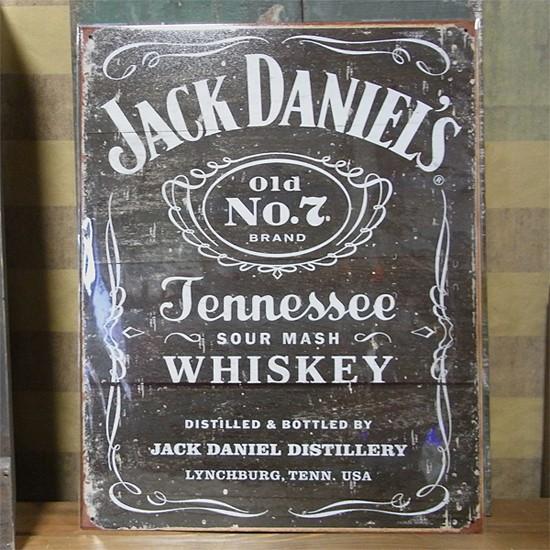 JACK DANIEL'S
®
Old
No.7.
BRAND
Tennessee
SOUR MASH
WHISKEY
DISTILLED & BOTTLED BY
JACK DANIEL DISTILLERY
LYNCHBURG, TENN. USA